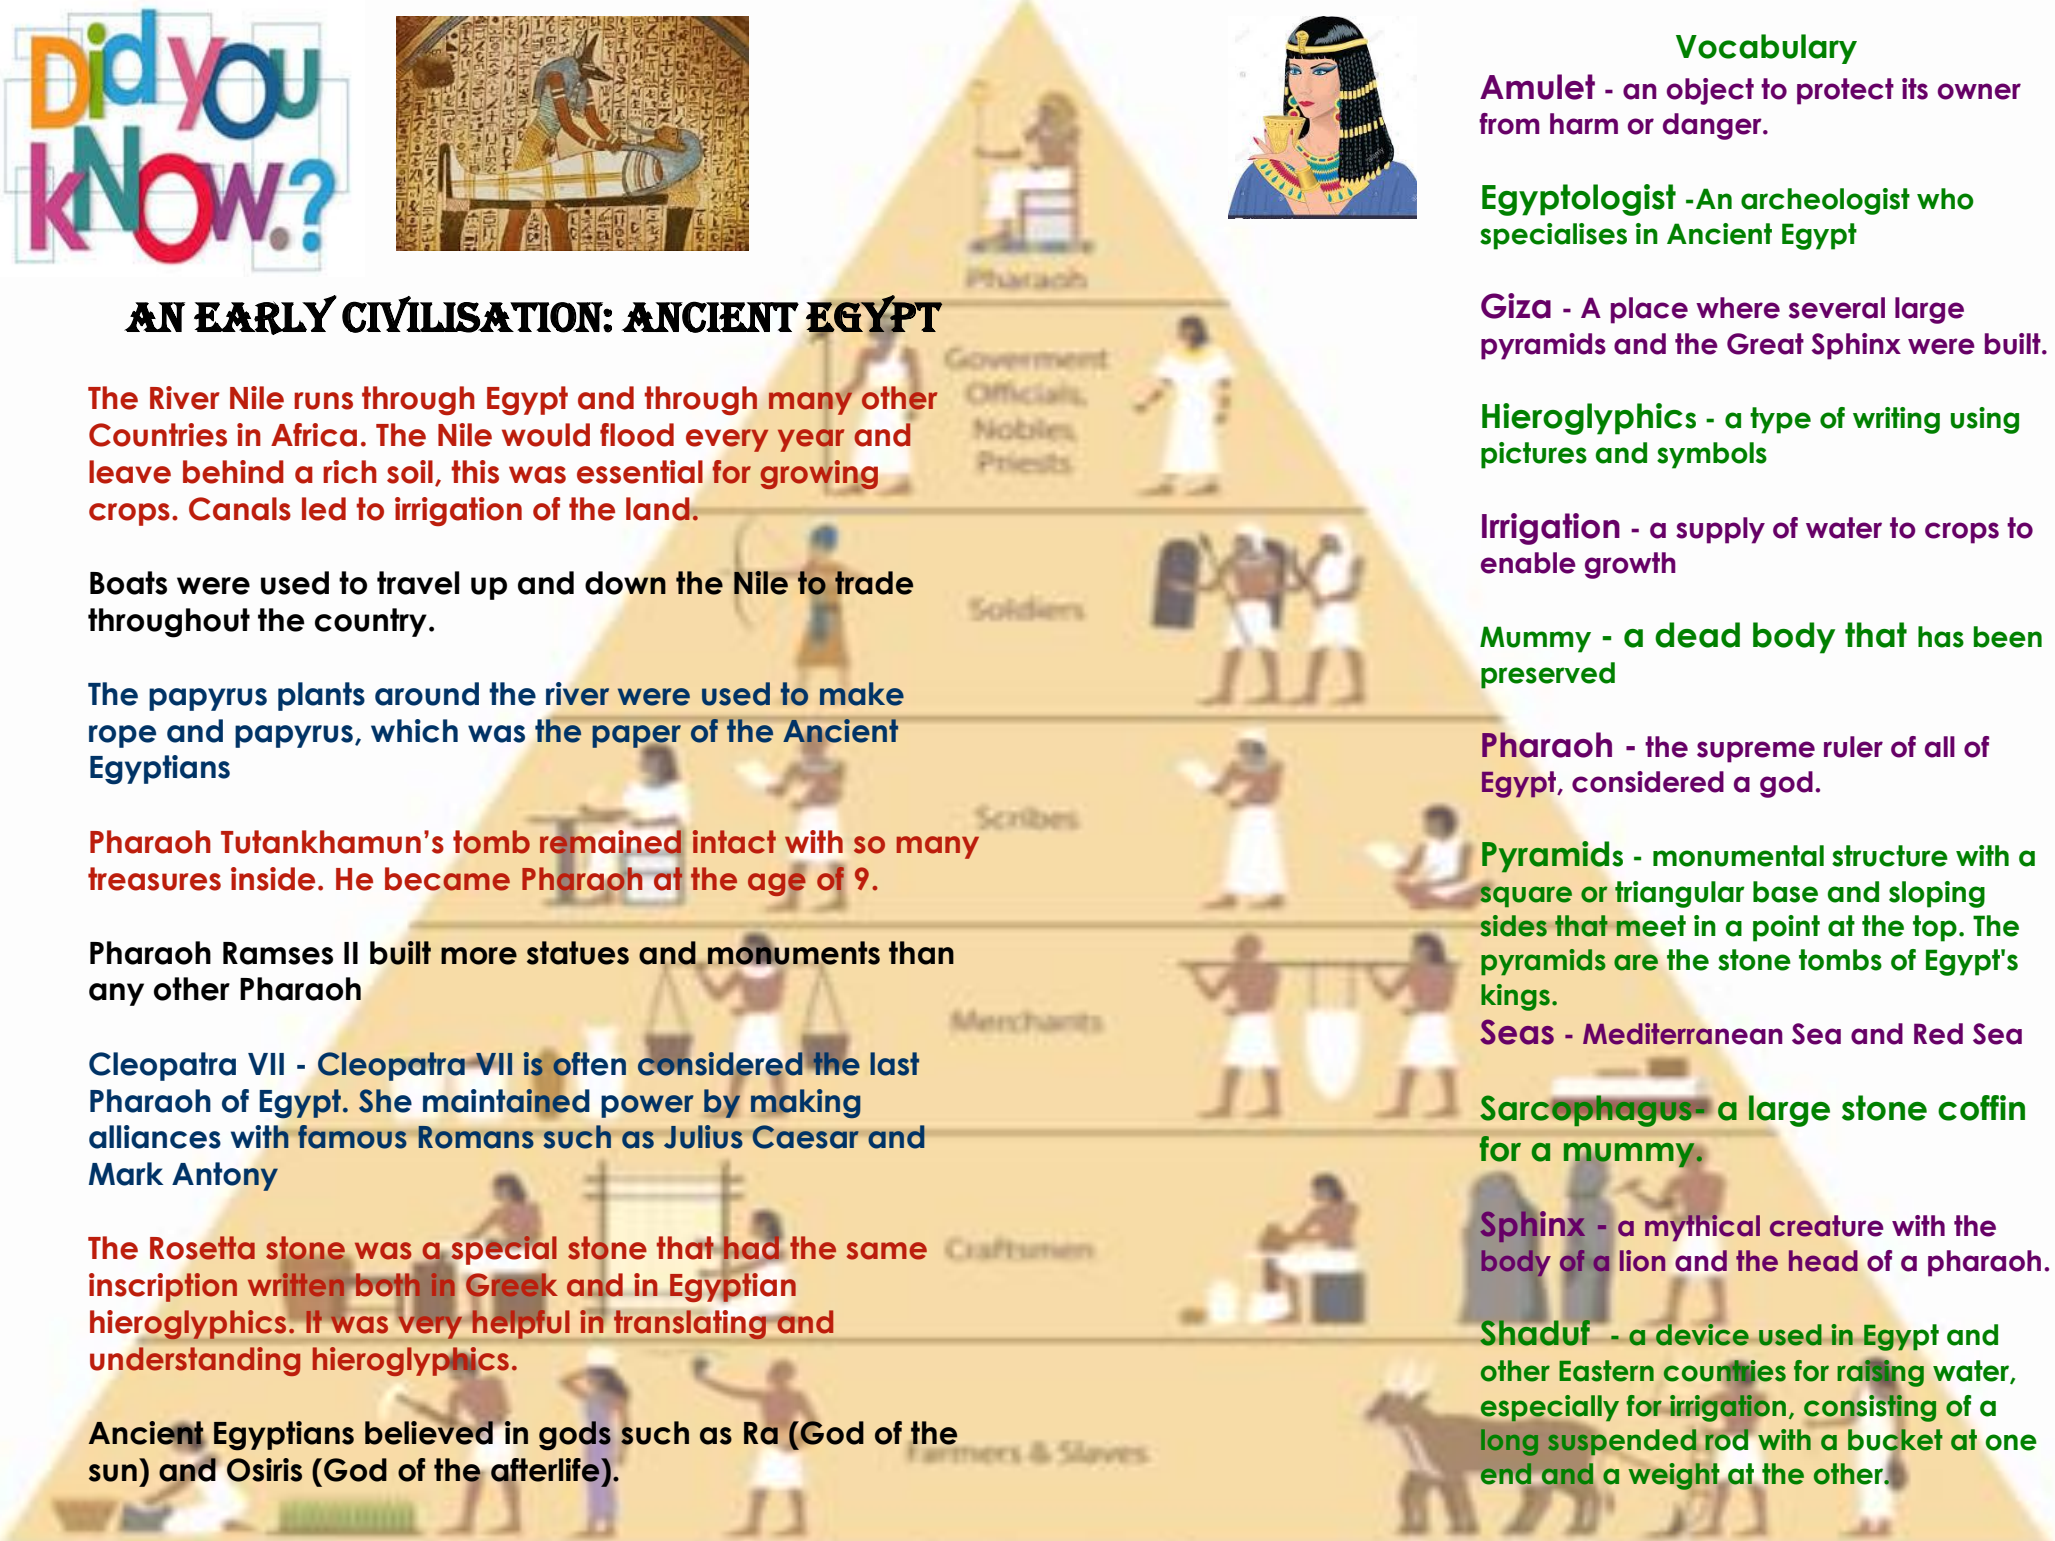 Did you
kNOW.?
AN EARLY CIVILISATION: ANCIENT EGYPT
The River Nile runs through Egypt and through many other
Countries in Africa. The Nile would flood every year and
leave behind a rich soil, this was essential for growing
crops. Canals led to irrigation of the land.
Boats were used to travel up and down the Nile to trade
throughout the country.
The papyrus plants around the river were used to make
rope and papyrus, which was the paper of the Ancient
Egyptians
Pharaoh Tutankhamun’s tomb remained intact with so many
treasures inside. He became Pharaoh at the age of 9.
Pharaoh Ramses II built more statues and monuments than
any other Pharaoh
Cleopatra VII - Cleopatra VII is often considered the last
Pharaoh of Egypt. She maintained power by making
alliances with famous Romans such as Julius Caesar and
Mark Antony
The Rosetta stone was a special stone that had the same
inscription written both in Greek and in Egyptian
hieroglyphics. It was very helpful in translating and
understanding hieroglyphics.
Ancient Egyptians believed in gods such as Ra (God of the
sun) and Osiris (God of the afterlife).
Pharaoh
Goverment
Officials,
Nobles,
Priests
Soldiers
Scribes
Merchants
Craftsmen
Farmers & Slaves
Vocabulary
Amulet - an object to protect its owner
from harm or danger.
Egyptologist -An archeologist who
specialises in Ancient Egypt
Giza - A place where several large
pyramids and the Great Sphinx were built.
Hieroglyphics - a type of writing using
pictures and symbols
Irrigation - a supply of water to crops to
enable growth
Mummy - a dead body that has been
preserved
Pharaoh - the supreme ruler of all of
Egypt, considered a god.
Pyramids - monumental structure with a
square or triangular base and sloping
sides that meet in a point at the top. The
pyramids are the stone tombs of Egypt's
kings.
Seas - Mediterranean Sea and Red Sea
Sarcophagus- a large stone coffin
for a mummy.
Sphinx - a mythical creature with the
body of a lion and the head of a pharaoh.
Shaduf - a device used in Egypt and
other Eastern countries for raising water,
especially for irrigation, consisting of a
long suspended rod with a bucket at one
end and a weight at the other.